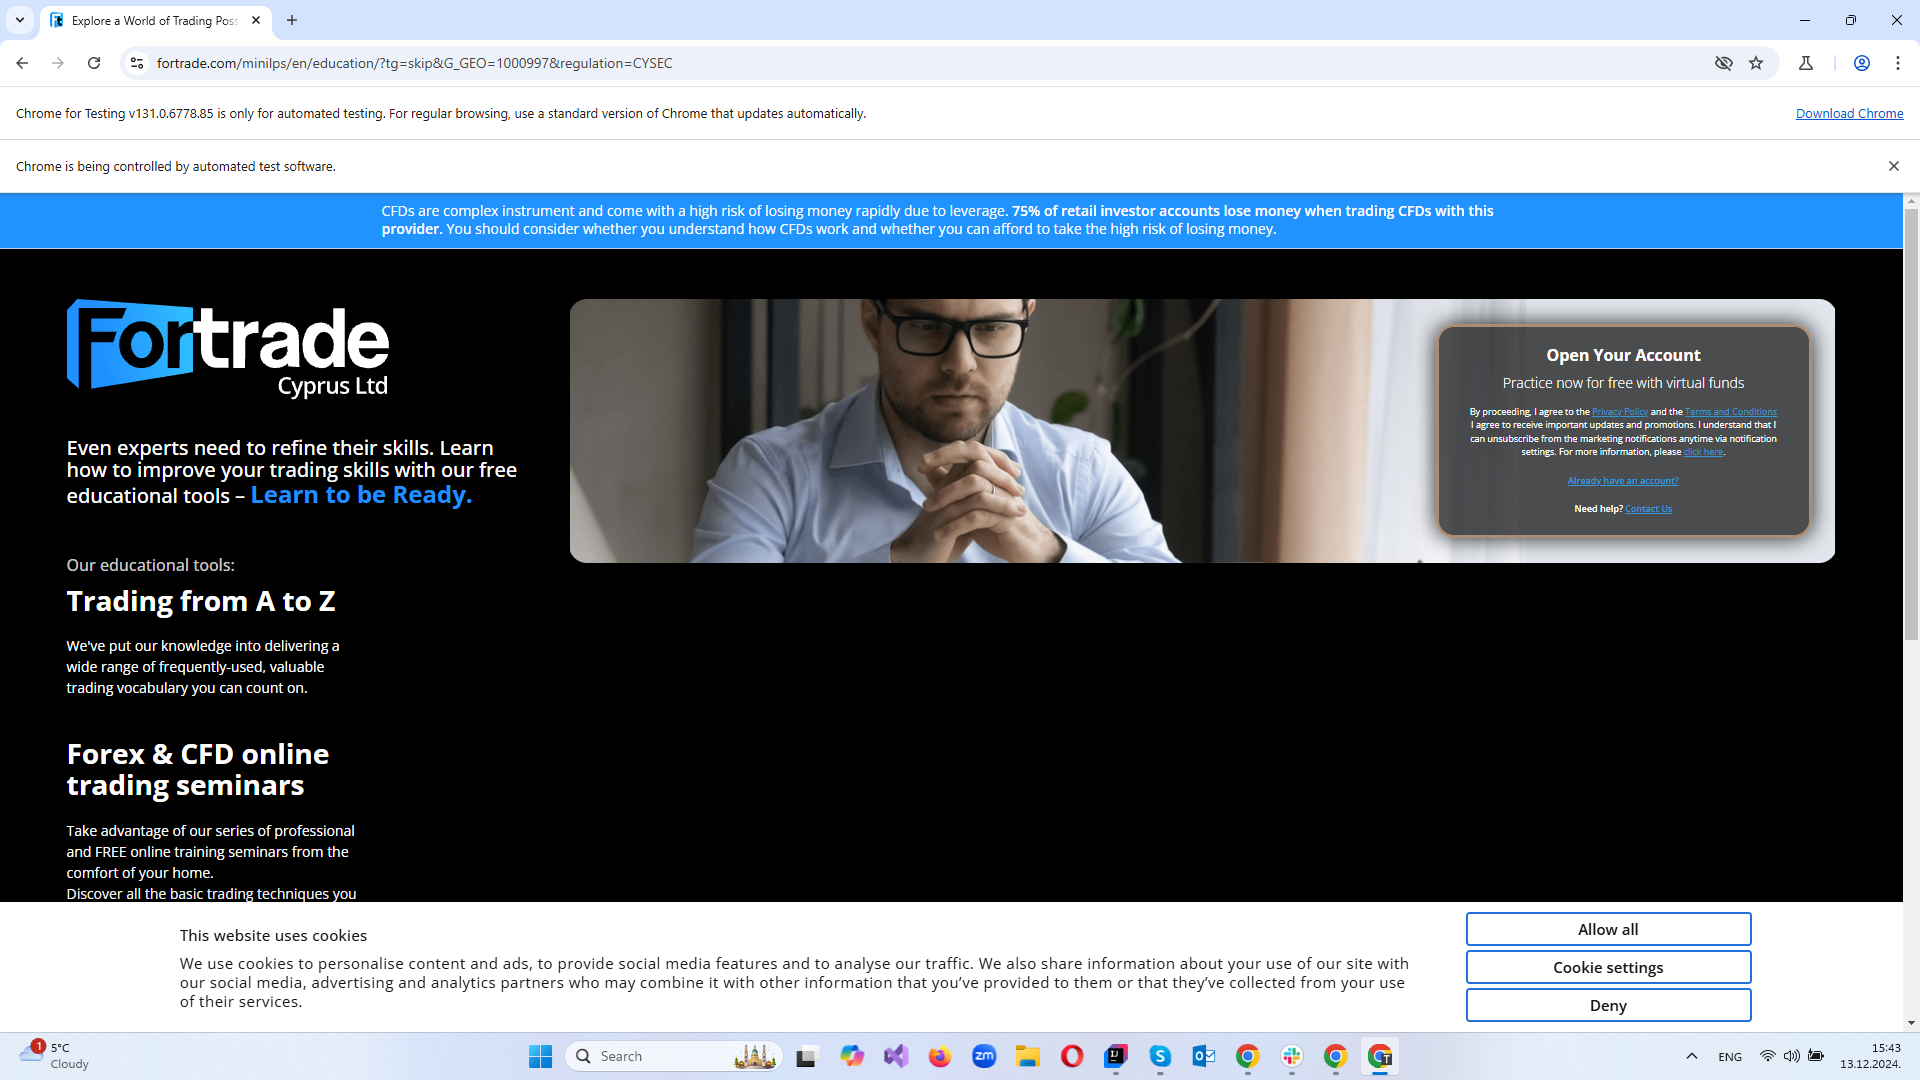 Explore a World of Trading Poss
fortrade.com/minilps/en/education/?tg=skip&G_GEO=1000997&regulation=CYSEC
Chrome for Testing v131.0.6778.85 is only for automated testing. For regular browsing, use a standard version of Chrome that updates automatically.
Download Chrome
Chrome is being controlled by automated test software.
CFDs are complex instrument and come with a high risk of losing money rapidly due to leverage. 75% of retail investor accounts lose money when trading CFDs with this
provider. You should consider whether you understand how CFDs work and whether you can afford to take the high risk of losing money.
Fortrade
Cyprus Ltd
Even experts need to refine their skills. Learn
how to improve your trading skills with our free
educational tools – Learn to be Ready.
Our educational tools:
Trading from A to Z
We've put our knowledge into delivering a
wide range of frequently-used, valuable
trading vocabulary you can count on.
Forex & CFD online
trading seminars
Take advantage of our series of professional
and FREE online training seminars from the
comfort of your home.
Discover all the basic trading techniques you
Open Your Account
Practice now for free with virtual funds
By proceeding, I agree to the Privacy Policy and the Terms and Conditions
I agree to receive important updates and promotions. I understand that I
can unsubscribe from the marketing notifications anytime via notification
settings. For more information, please click here.
Already have an account?
Need help? Contact Us
This website uses cookies
We use cookies to personalise content and ads, to provide social media features and to analyse our traffic. We also share information about your use of our site with
our social media, advertising and analytics partners who may combine it with other information that you’ve provided to them or that they’ve collected from your use
of their services.
Allow all
Cookie settings
Deny
1
5°C
Cloudy
Search
zm
ENG
15:43
13.12.2024.